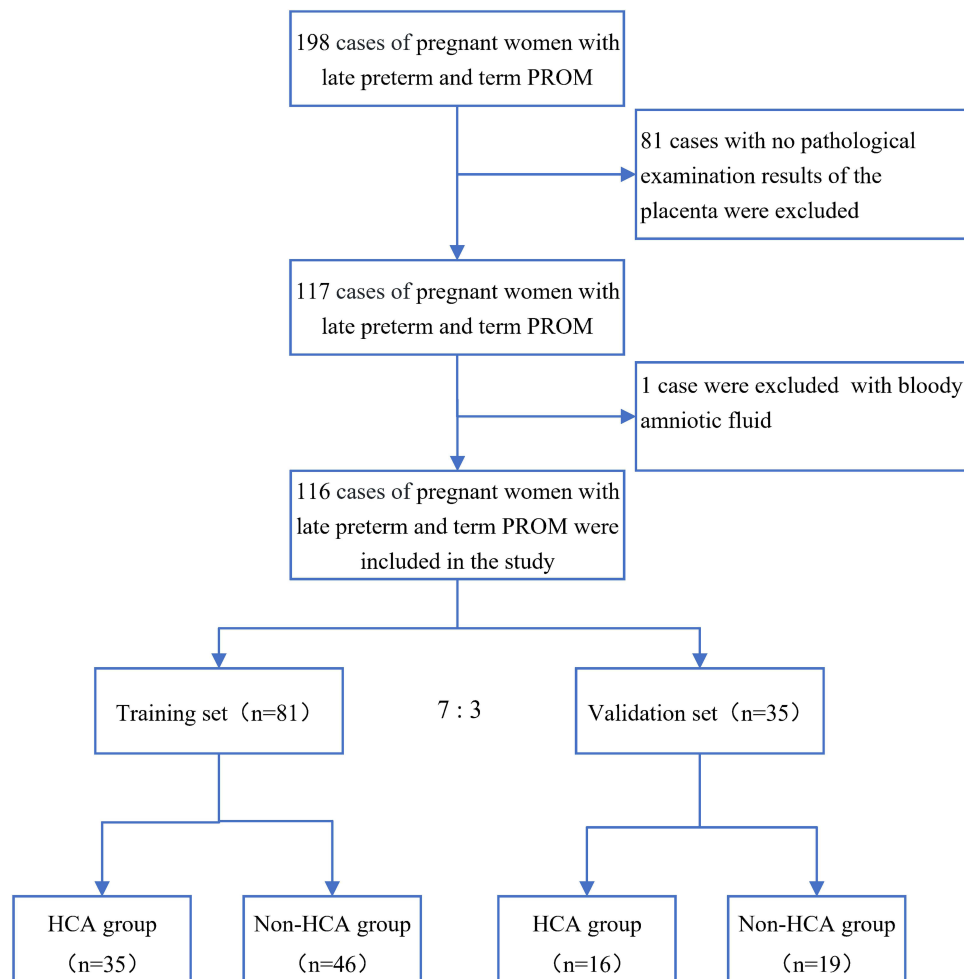 198 cases of pregnant women with
late preterm and term PROM
81 cases with no pathological
examination results of the
placenta were excluded
117 cases of pregnant women with
late preterm and term PROM
1 case were excluded  with bloody
amniotic fluid
116 cases of pregnant women with
late preterm and term PROM were
included in the study
Training set（n=81）
7 : 3
Validation set（n=35）
HCA group
（n=35）
Non-HCA group
（n=46）
HCA group
（n=16）
Non-HCA group
（n=19）